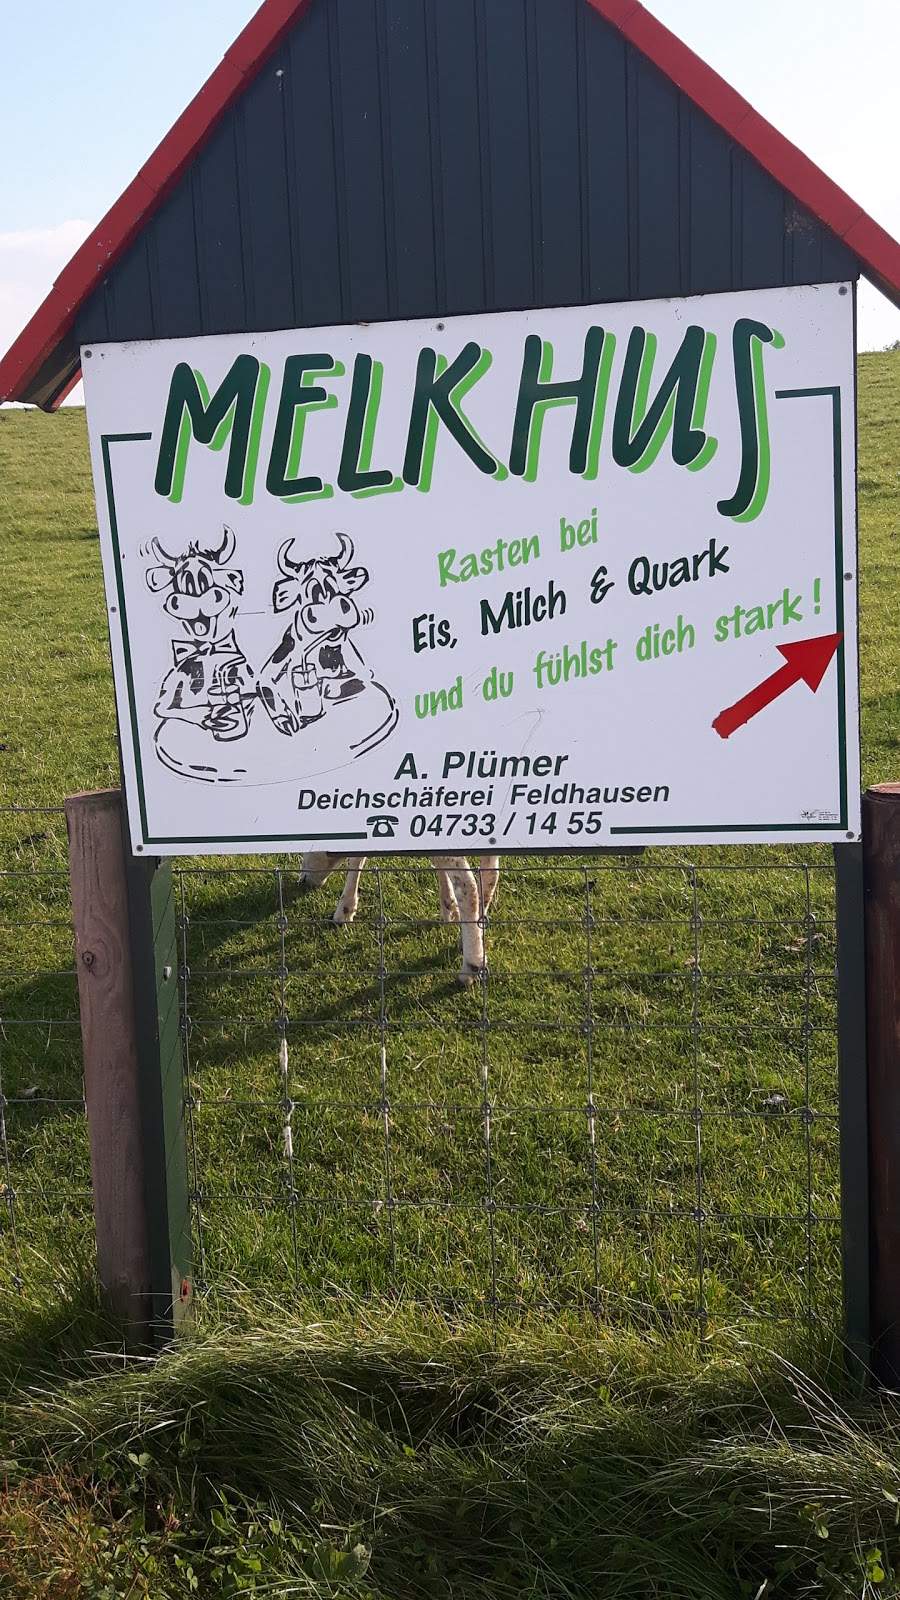 MELKHUS
Rasten bei
Eis, Milch & Quark
und du fühlst dich stark!
A. Plümer
Deichschäferei Feldhausen
☎ 04733 / 14 55